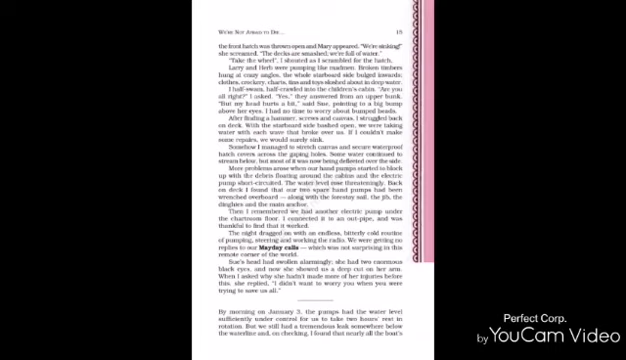 WE'RE NOT AFRAID TO DIE... 15
the front hatch was thrown open and Mary appeared. "We're sinking!"
she screamed. "The decks are smashed; we're full of water."
"Take the wheel", I shouted as I scrambled for the hatch.
Larry and Herb were pumping like madmen. Broken timbers
hung at crazy angles, the whole starboard side bulged inwards;
clothes, crockery, charts, tins and toys sloshed about in deep water.
I half-swam, half-crawled into the children's cabin. "Are you
all right?" I asked. "Yes," they answered from an upper bunk.
"But my head hurts a bit," said Sue, pointing to a big bump
above her eyes. I had no time to worry about bumped heads.
After finding a hammer, screws and canvas, I struggled back
on deck. With the starboard side bashed open, we were taking
water with each wave that broke over us. If I couldn't make
some repairs, we would surely sink.
Somehow I managed to stretch canvas and secure waterproof
hatch covers across the gaping holes. Some water continued to
stream below, but most of it was now being deflected over the side.
More problems arose when our hand pumps started to block
up with the debris floating around the cabins and the electric
pump short-circuited. The water level rose threateningly. Back
on deck I found that our two spare hand pumps had been
wrenched overboard — along with the forestay sail, the jib, the
dinghies and the main anchor.
Then I remembered we had another electric pump under
the chartroom floor. I connected it to an out-pipe, and was
thankful to find that it worked.
The night dragged on with an endless, bitterly cold routine
of pumping, steering and working the radio. We were getting no
replies to our Mayday calls — which was not surprising in this
remote corner of the world.
Sue's head had swollen alarmingly; she had two enormous
black eyes, and now she showed us a deep cut on her arm.
When I asked why she hadn't made more of her injuries before
this, she replied, "I didn't want to worry you when you were
trying to save us all."
By morning on January 3, the pumps had the water level
sufficiently under control for us to take two hours' rest in
rotation. But we still had a tremendous leak somewhere below
the waterline and, on checking, I found that nearly all the boat's
Perfect Corp.
by YouCam Video